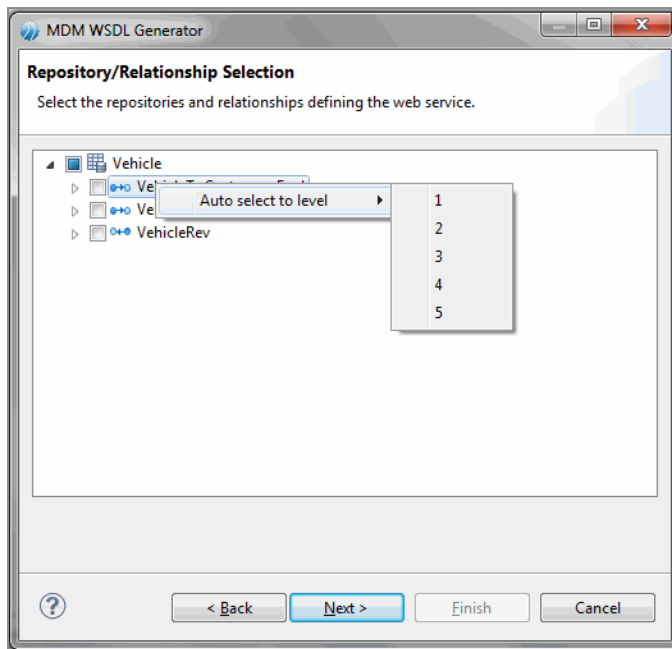 MDM WSDL Generator
Repository/Relationship Selection
Select the repositories and relationships defining the web service.
Vehicle
Auto select to level
1
2
3
4
5
VehicleRev
?
< Back
Next >
Finish
Cancel